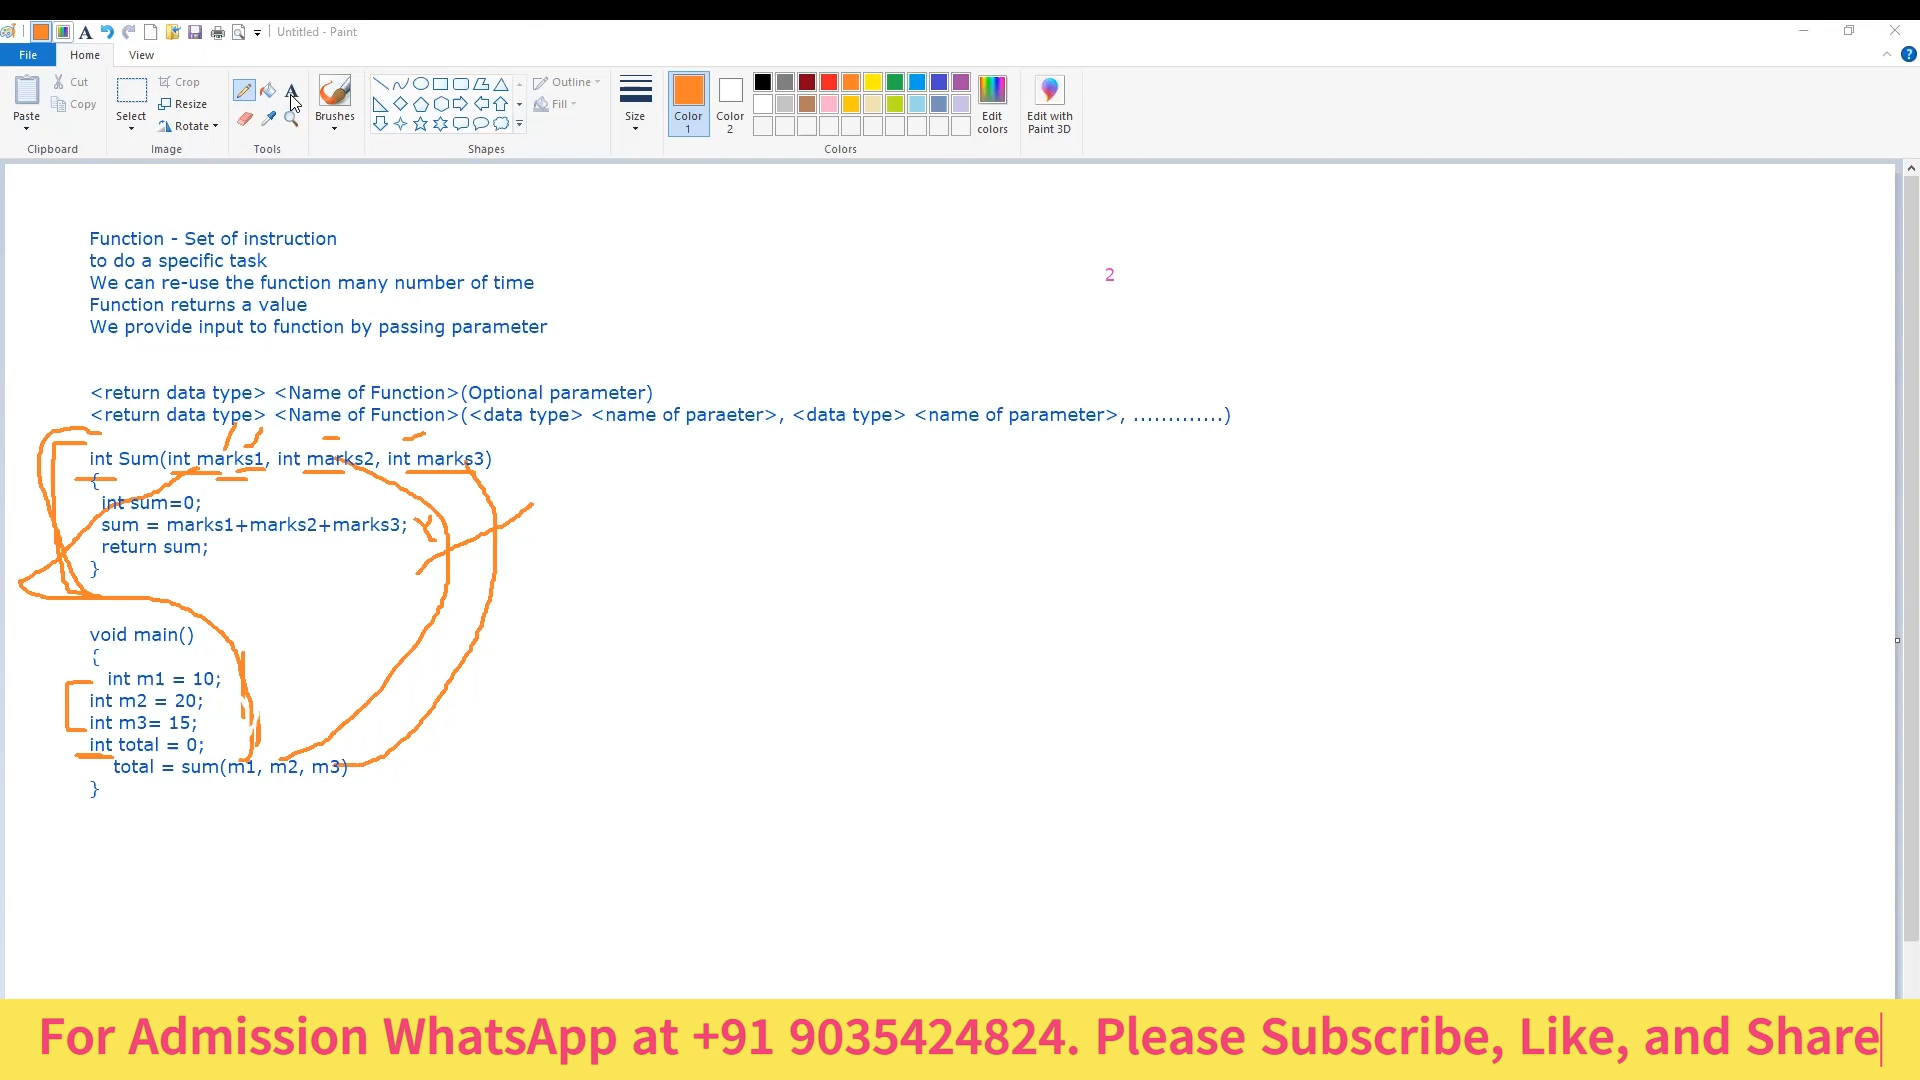 Untitled - Paint
File Home View
Cut
Copy
Paste
Clipboard
Select
Crop
Resize
Rotate
Image
Tools
Brushes
Outline
Fill
Shapes
Size
Color 1
Color 2
Edit colors
Edit with Paint 3D
Colors
Function - Set of instruction
to do a specific task
We can re-use the function many number of time
Function returns a value
We provide input to function by passing parameter
2
<return data type> <Name of Function>(Optional parameter)
<return data type> <Name of Function>(<data type> <name of paraeter>, <data type> <name of parameter>, .............)
int Sum(int marks1, int marks2, int marks3)
{
int sum=0;
sum = marks1+marks2+marks3;
return sum;
}
void main()
{
int m1 = 10;
int m2 = 20;
int m3= 15;
int total = 0;
total = sum(m1, m2, m3)
}
For Admission WhatsApp at +91 9035424824. Please Subscribe, Like, and Share